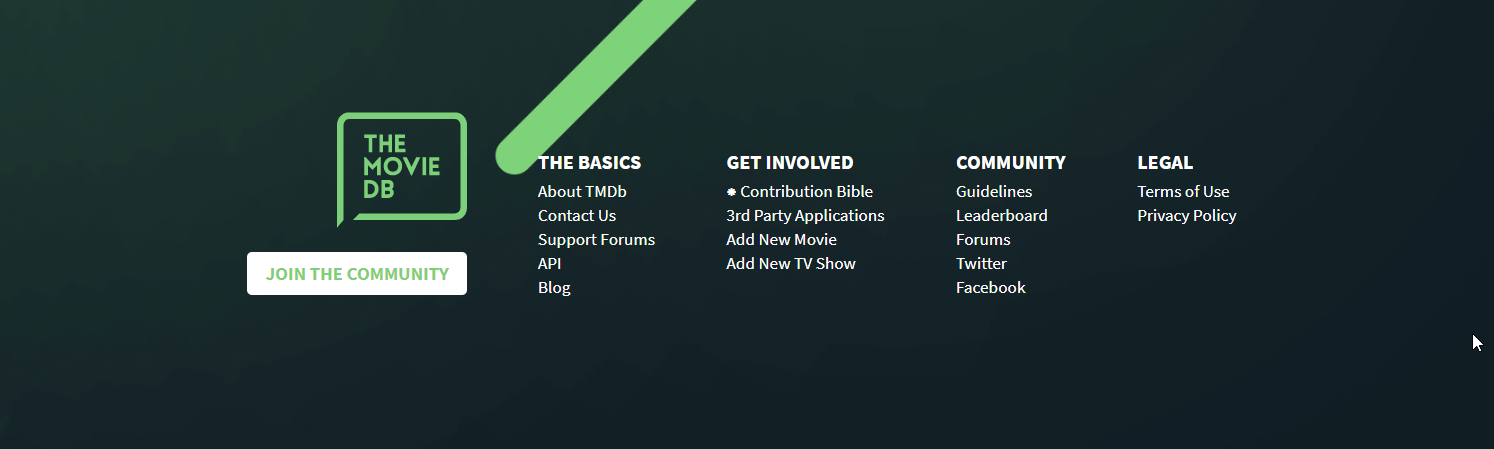 THE
MOVIE
DB
JOIN THE COMMUNITY
THE BASICS
About TMDb
Contact Us
Support Forums
API
Blog
GET INVOLVED
✸ Contribution Bible
3rd Party Applications
Add New Movie
Add New TV Show
COMMUNITY
Guidelines
Leaderboard
Forums
Twitter
Facebook
LEGAL
Terms of Use
Privacy Policy